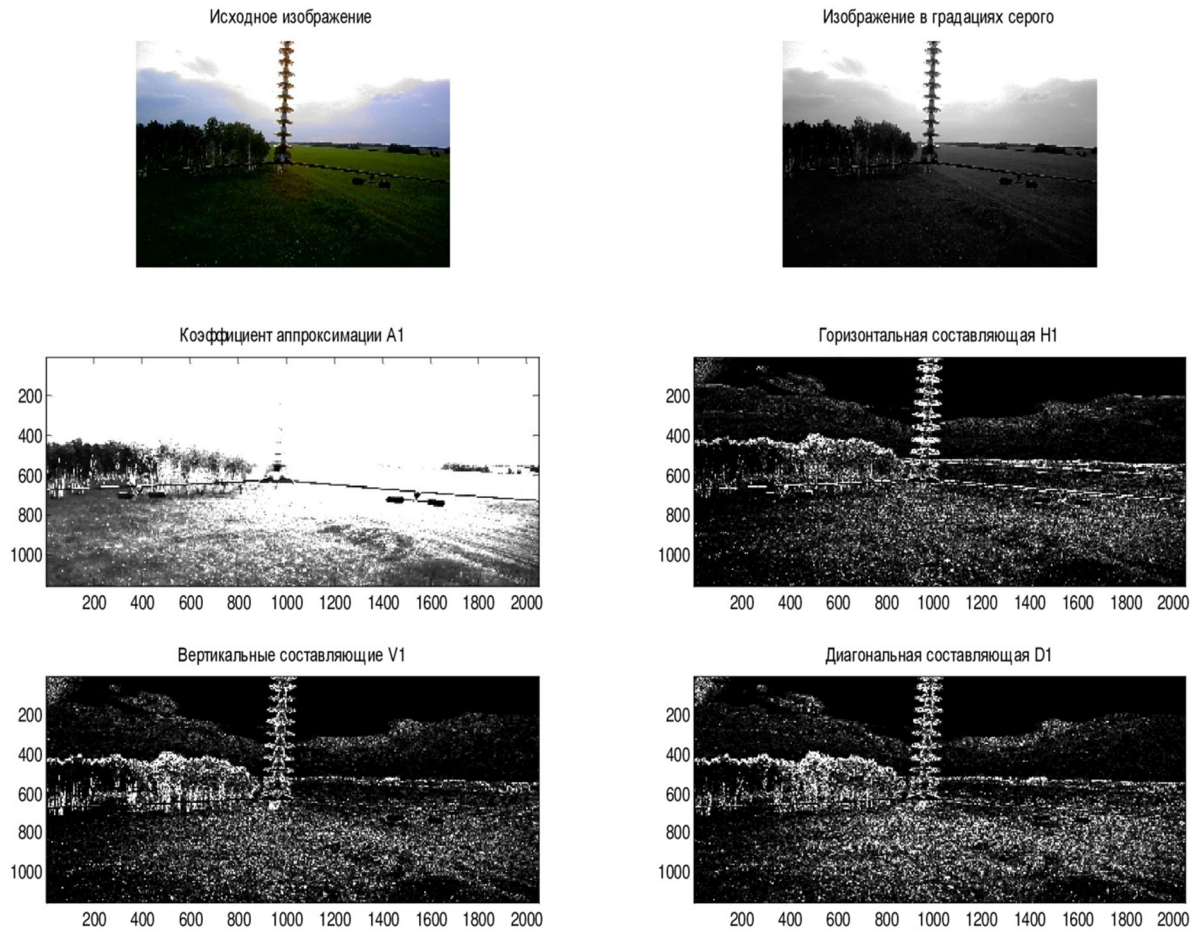 Исходное изображение
Изображение в градациях серого
Коэффициент аппроксимации A1
200
400
600
800
1000
200 400 600 800 1000 1200 1400 1600 1800 2000
Горизонтальная составляющая H1
200
400
600
800
1000
200 400 600 800 1000 1200 1400 1600 1800 2000
Вертикальные составляющие V1
200
400
600
800
1000
200 400 600 800 1000 1200 1400 1600 1800 2000
Диагональная составляющая D1
200
400
600
800
1000
200 400 600 800 1000 1200 1400 1600 1800 2000